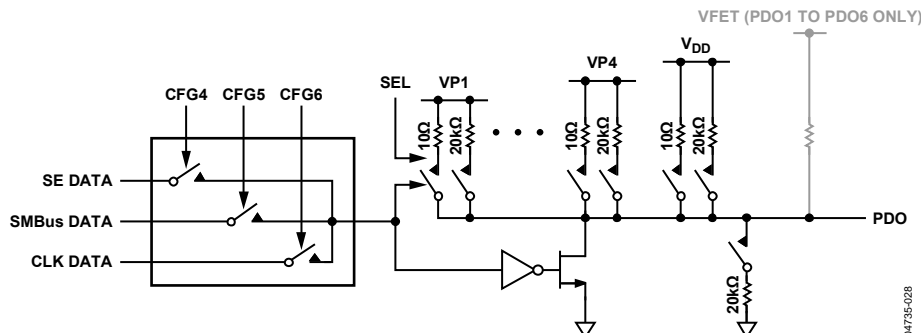 VFET (PDO1 TO PDO6 ONLY)
VDD
VP4
CFG4 CFG5 CFG6
SEL
VP1
10Ω
20kΩ
10Ω
20kΩ
10Ω
20kΩ
SE DATA
SMBus DATA
CLK DATA
PDO
20kΩ
04735-028